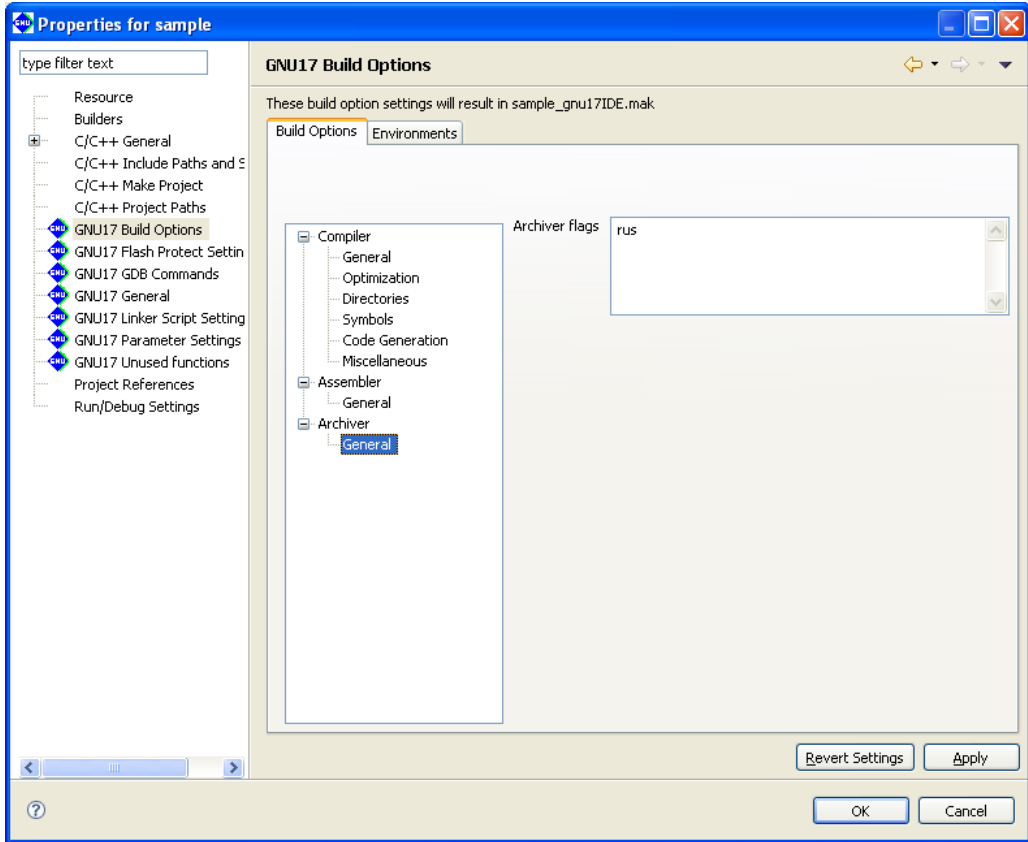 Properties for sample
type filter text
Resource
Builders
C/C++ General
C/C++ Include Paths and S
C/C++ Make Project
C/C++ Project Paths
GNU17 Build Options
GNU17 Flash Protect Settin
GNU17 GDB Commands
GNU17 General
GNU17 Linker Script Setting
GNU17 Parameter Settings
GNU17 Unused functions
Project References
Run/Debug Settings
GNU17 Build Options
These build option settings will result in sample_gnu17IDE.mak
Build Options Environments
Compiler
General
Optimization
Directories
Symbols
Code Generation
Miscellaneous
Assembler
General
Archiver
General
Archiver flags rus
Revert Settings Apply
OK Cancel